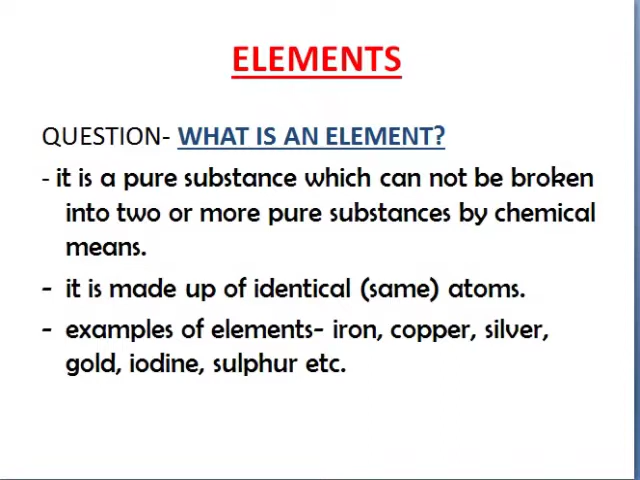 ELEMENTS
QUESTION- WHAT IS AN ELEMENT?
- it is a pure substance which can not be broken
into two or more pure substances by chemical
means.
- it is made up of identical (same) atoms.
- examples of elements- iron, copper, silver,
gold, iodine, sulphur etc.